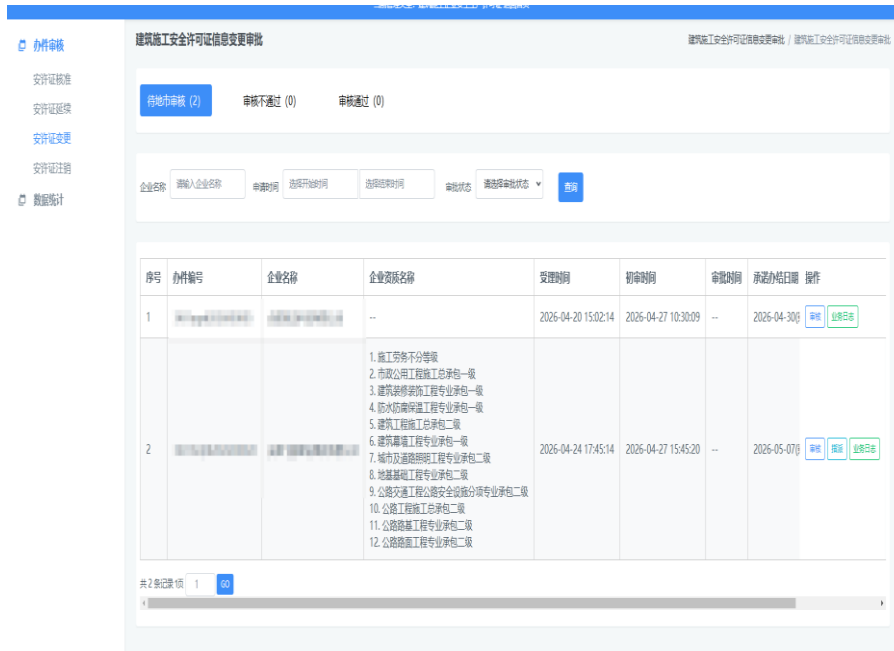 办件审核
安许证核准
安许证延续
安许证变更
安许证注销
数据统计
建筑施工安全许可证信息变更审批
建筑施工安全许可证信息变更审批 / 建筑施工安全许可证信息变更审批
待地市审核 (2) 审核不通过 (0) 审核通过 (0)
企业名称 请输入企业名称 申请时间 选择开始时间 选择结束时间 审批状态 请选择审批状态 查询
序号 办件编号 企业名称 企业资质名称 受理时间 初审时间 审批时间 承诺办结日期 操作
1 -- 2026-04-20 15:02:14 2026-04-27 10:30:09 -- 2026-04-30 审核 业务日志
1. 施工劳务不分等级
2. 市政公用工程施工总承包一级
3. 建筑装修装饰工程专业承包一级
4. 防水防腐保温工程专业承包一级
5. 建筑工程施工总承包二级
6. 建筑幕墙工程专业承包一级
7. 城市及道路照明工程专业承包二级
8. 地基基础工程专业承包二级
9. 公路交通工程公路安全设施分项专业承包二级
10. 公路工程施工总承包二级
11. 公路路基工程专业承包二级
12. 公路路面工程专业承包二级
2 2026-04-24 17:45:14 2026-04-27 15:45:20 -- 2026-05-07 审核 指派 业务日志
共 2 条记录 1页 1 GO